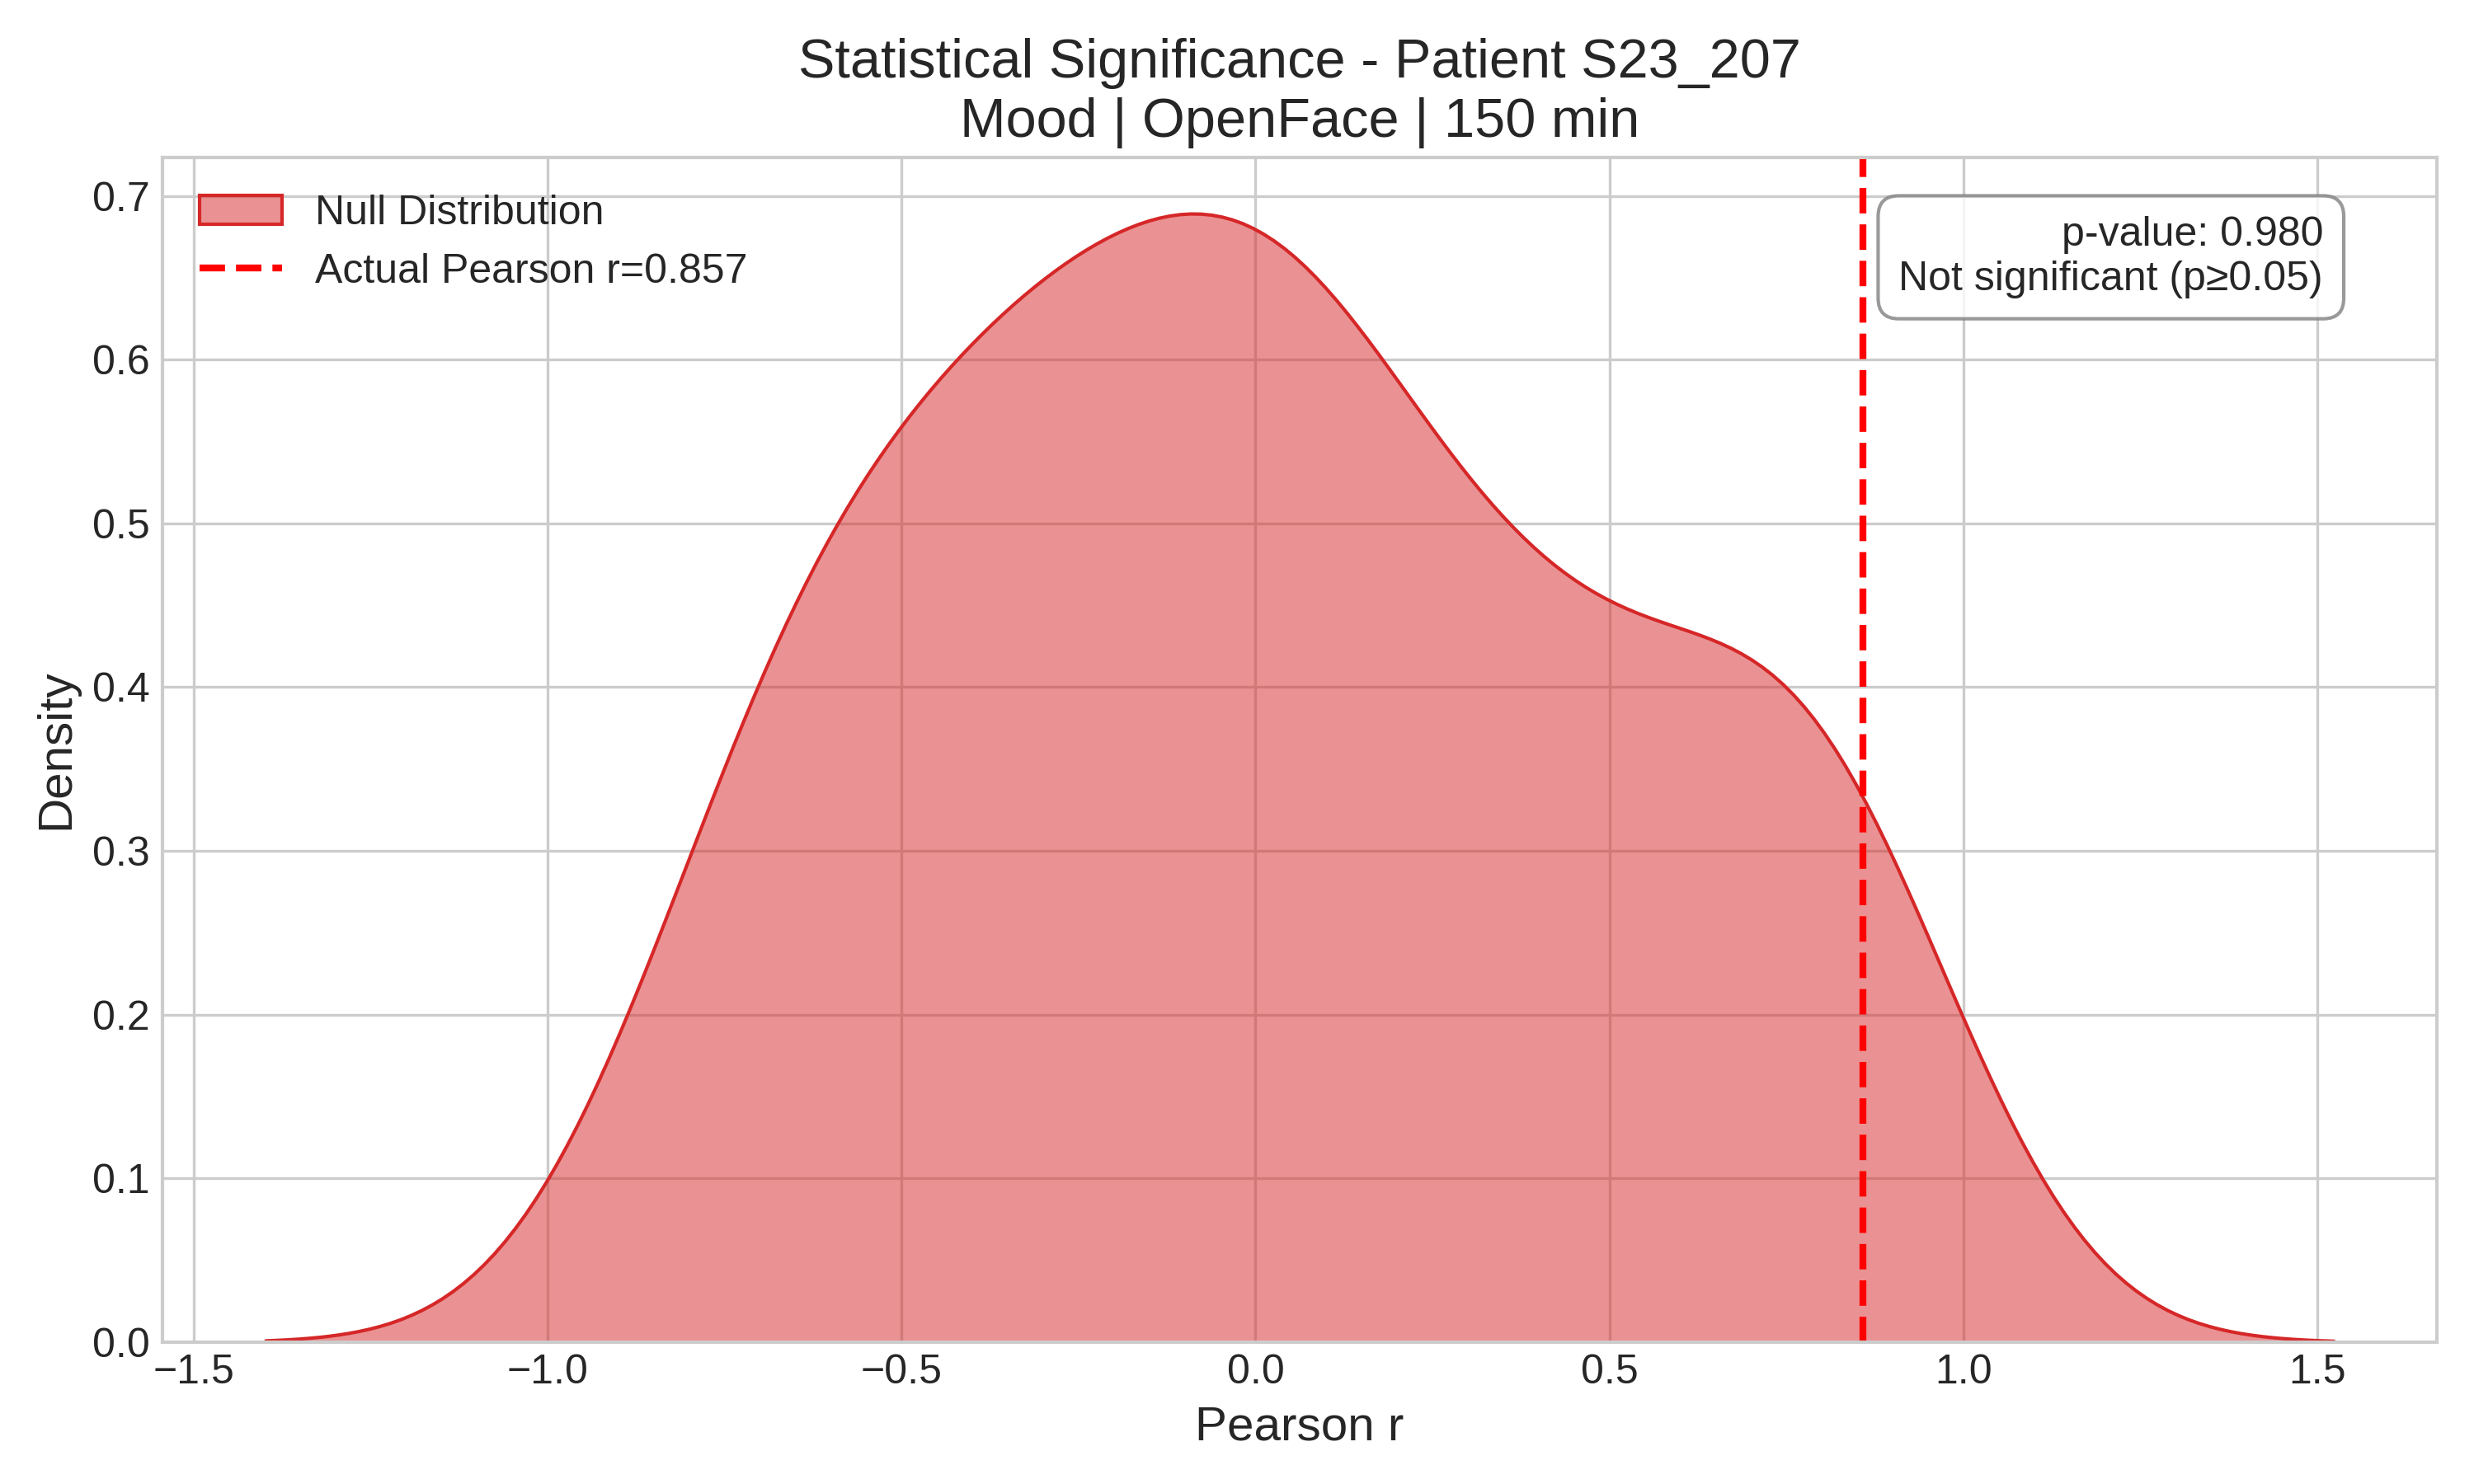 Statistical Significance - Patient S23_207
Mood | OpenFace | 150 min
Null Distribution
Actual Pearson r=0.857
p-value: 0.980
Not significant (p≥0.05)
Density
0.7
0.6
0.5
0.4
0.3
0.2
0.1
0.0
−1.5 −1.0 −0.5 0.0 0.5 1.0 1.5
Pearson r